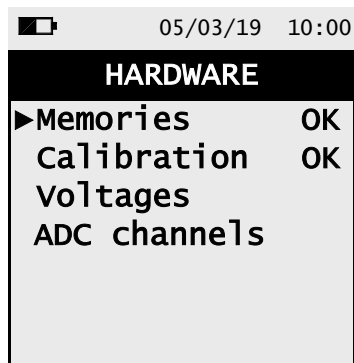 05/03/19 10:00
HARDWARE
▶Memories OK
Calibration OK
Voltages
ADC channels